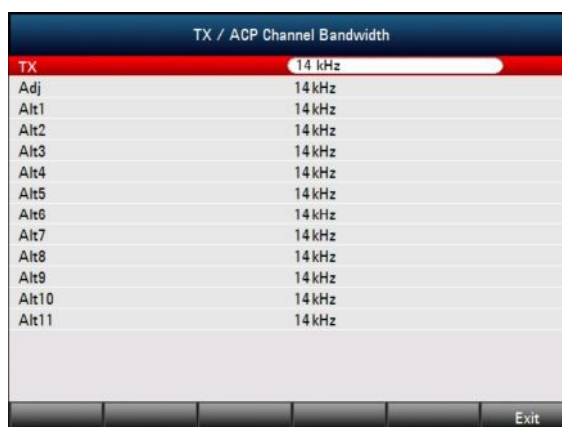 TX / ACP Channel Bandwidth
TX 14 kHz
Adj 14 kHz
Alt1 14 kHz
Alt2 14 kHz
Alt3 14 kHz
Alt4 14 kHz
Alt5 14 kHz
Alt6 14 kHz
Alt7 14 kHz
Alt8 14 kHz
Alt9 14 kHz
Alt10 14 kHz
Alt11 14 kHz
Exit